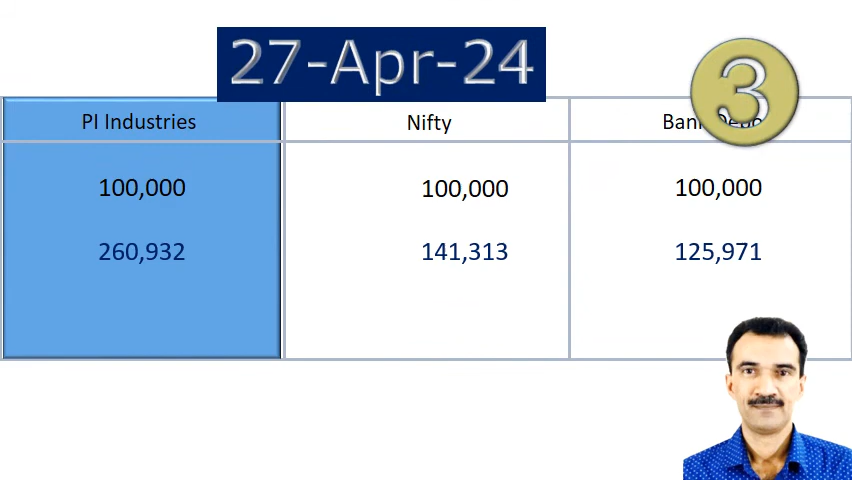 27-Apr-24
3
PI Industries Nifty Bank
100,000 100,000 100,000
260,932 141,313 125,971